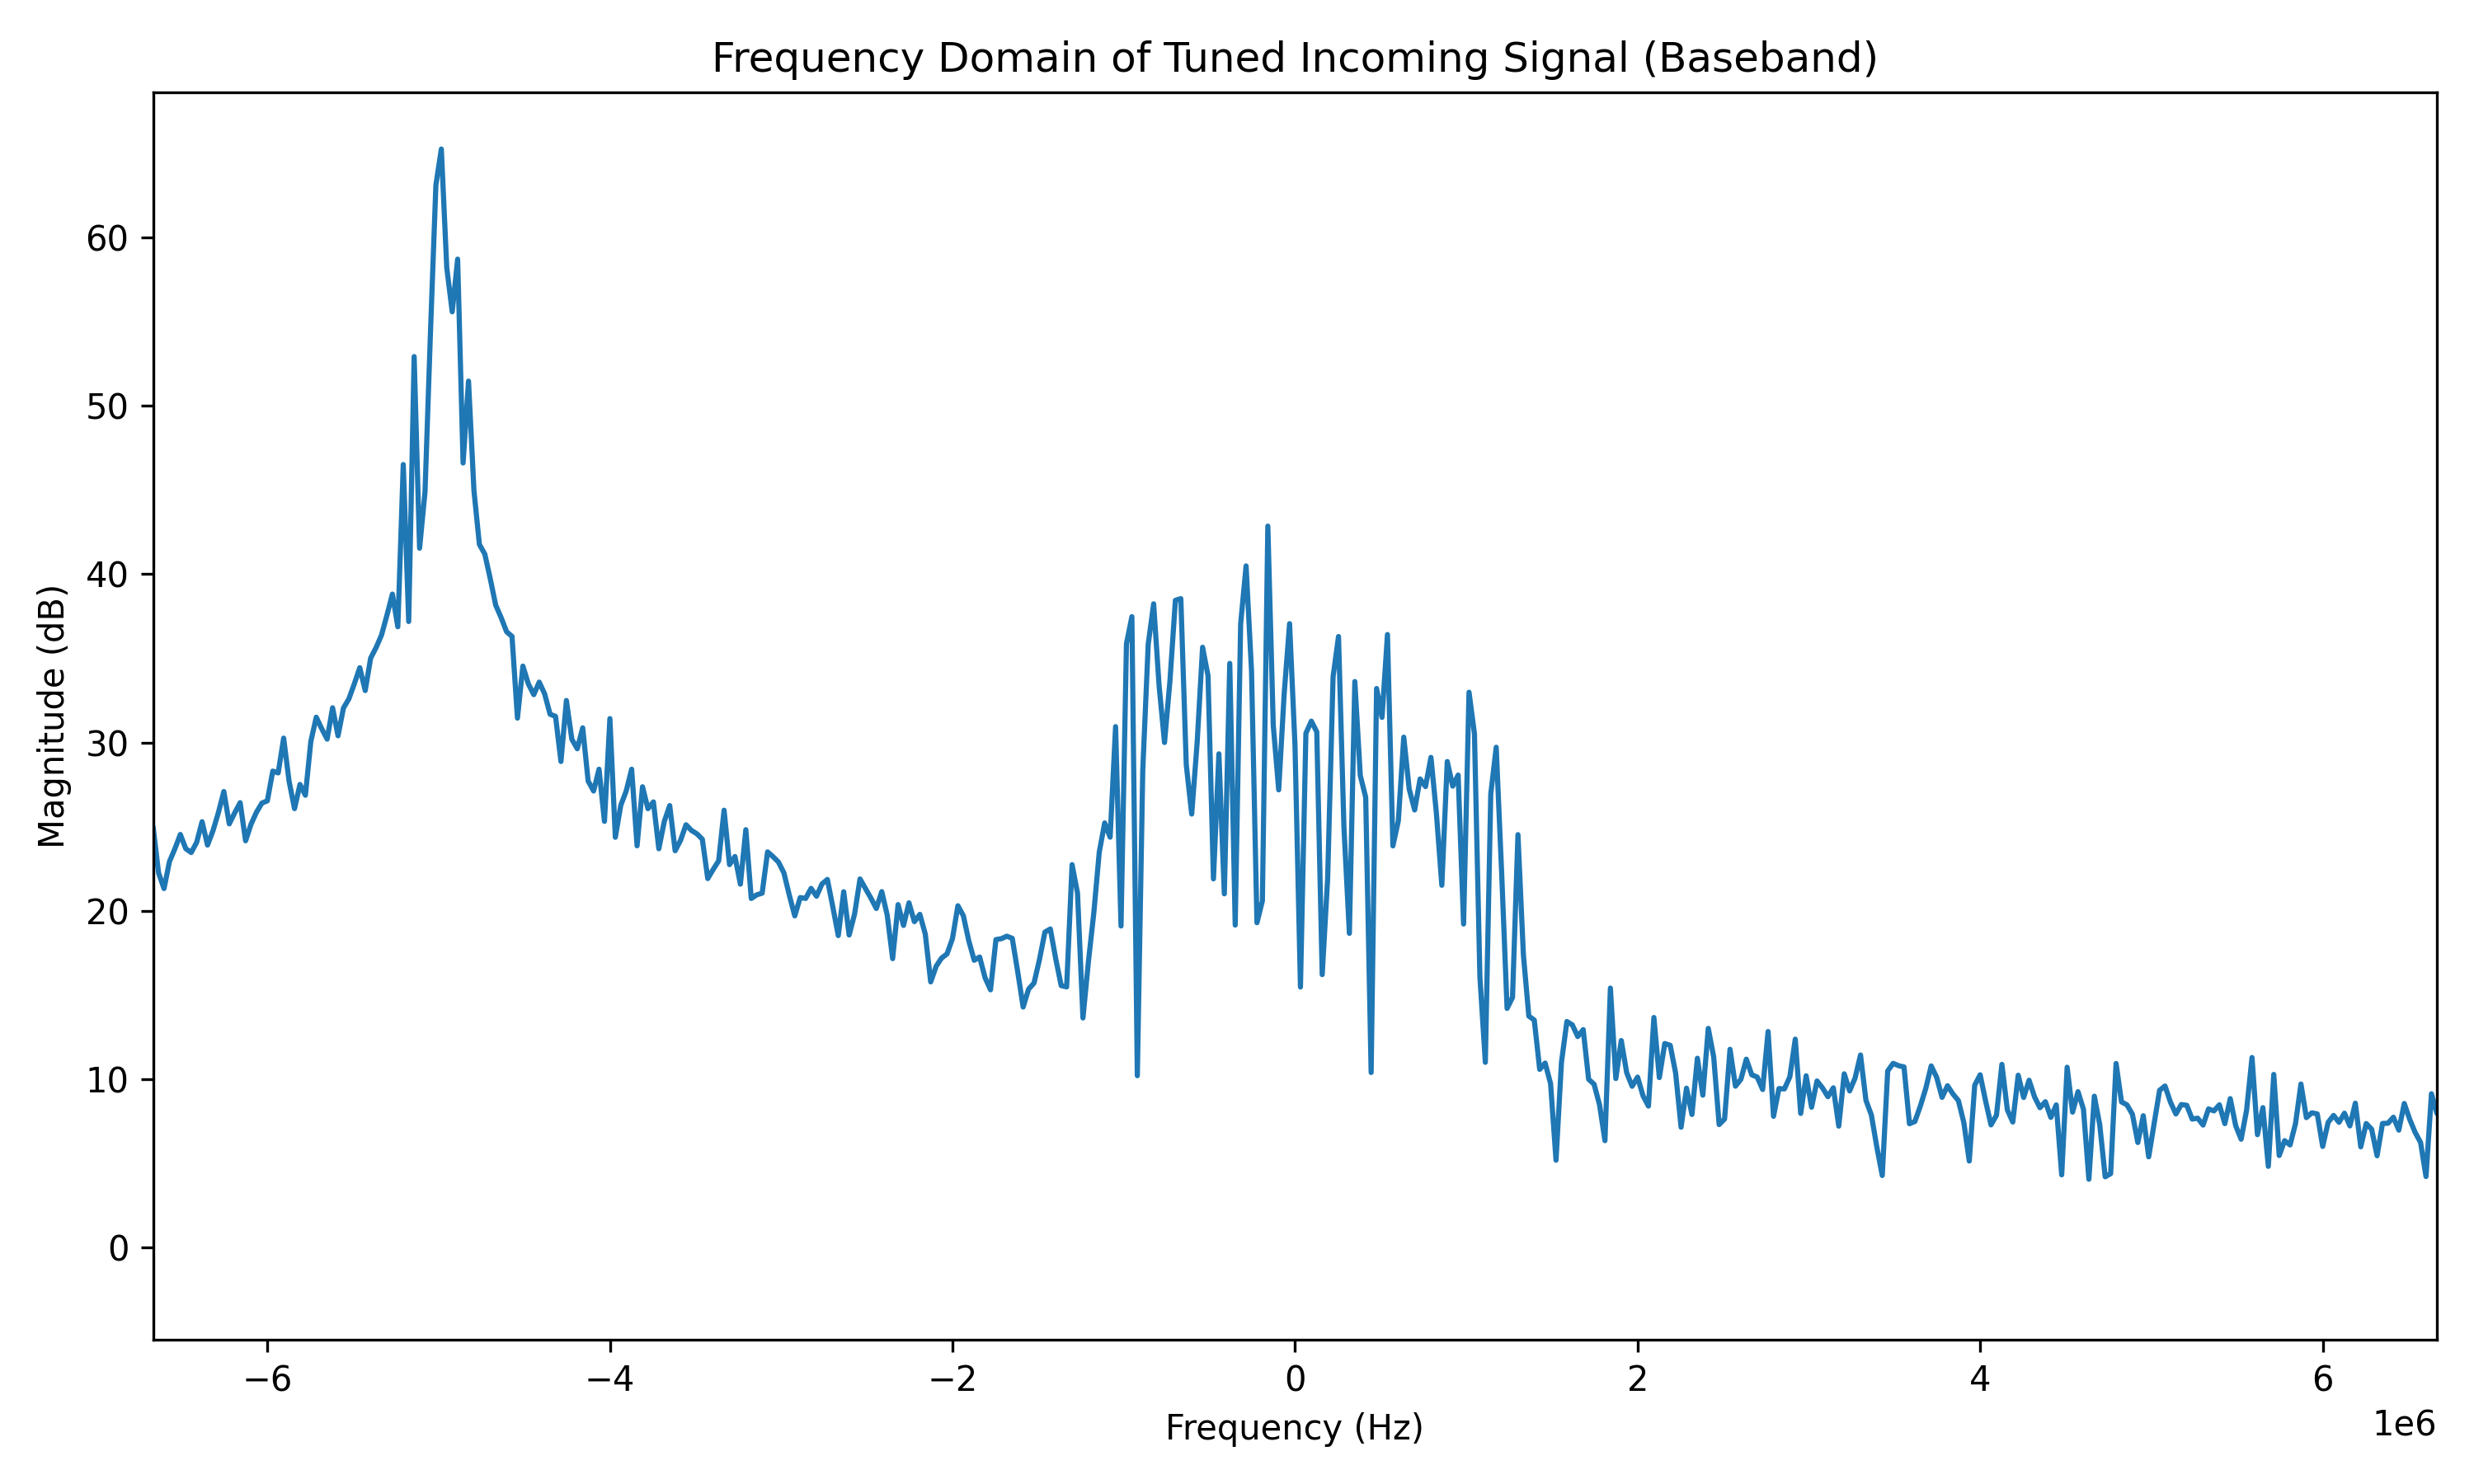 Frequency Domain of Tuned Incoming Signal (Baseband)
Magnitude (dB)
60
50
40
30
20
10
0
−6 −4 −2 0 2 4 6
1e6
Frequency (Hz)